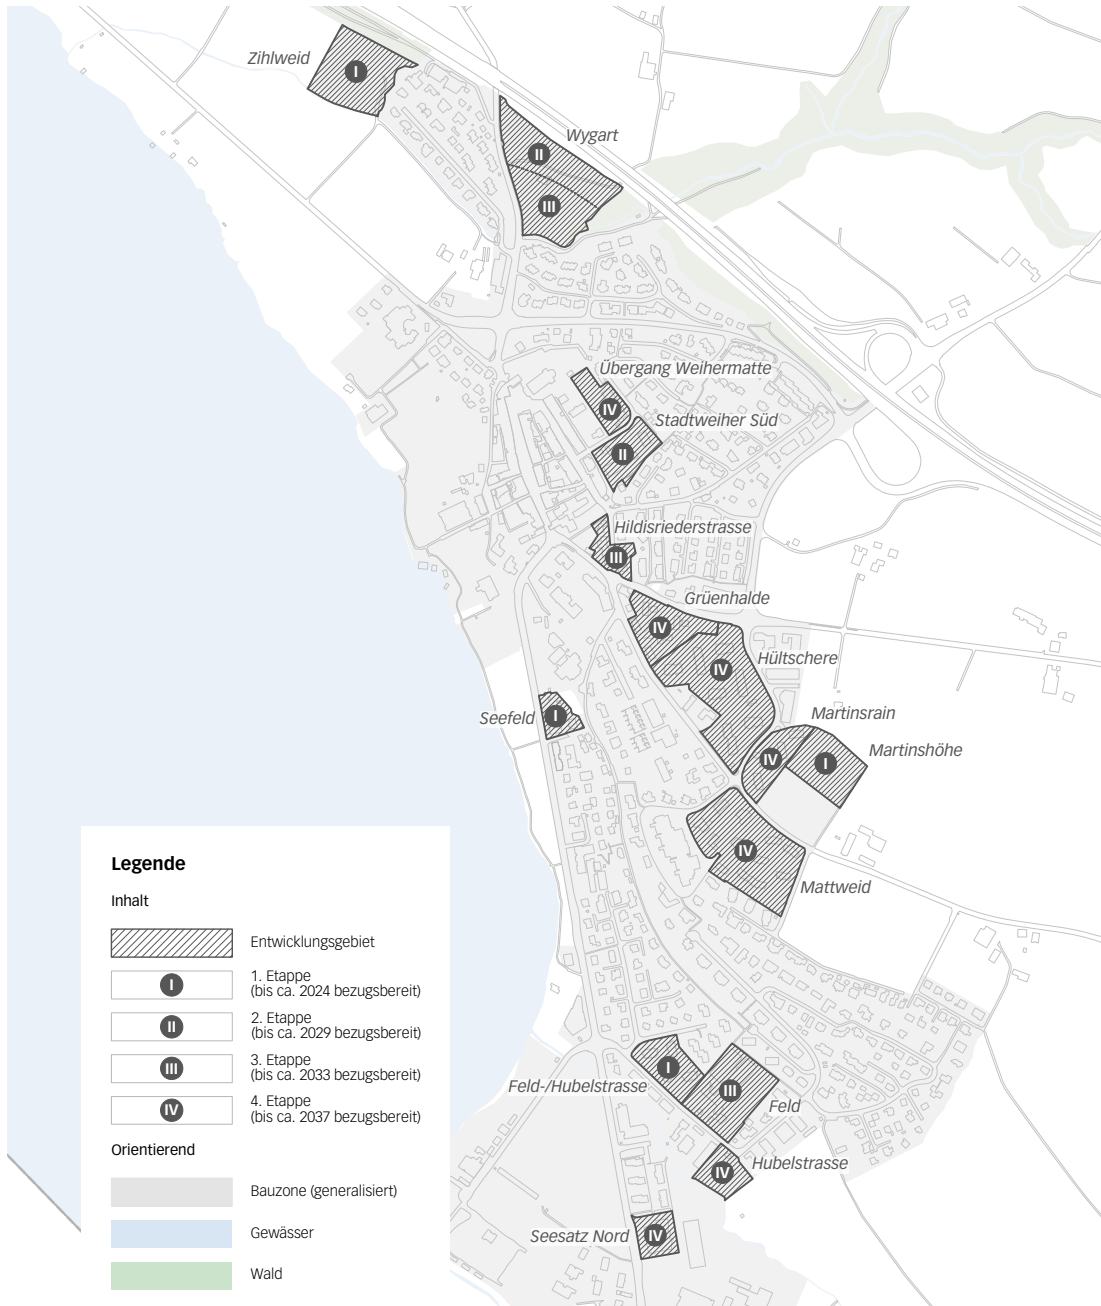 Zihlweid
I
Wygart
II
III
Übergang Weihermatte
IV
Stadtweiher Süd
II
Hildisriederstrasse
III
Grüenhalde
IV
Hültschere
IV
Seefeld
I
Martinsrain
IV
Martinshöhe
I
IV
Mattweid
Legende
Inhalt
Entwicklungsgebiet
I
1. Etappe
(bis ca. 2024 bezugsbereit)
II
2. Etappe
(bis ca. 2029 bezugsbereit)
III
3. Etappe
(bis ca. 2033 bezugsbereit)
IV
4. Etappe
(bis ca. 2037 bezugsbereit)
Orientierend
Bauzone (generalisiert)
Gewässer
Wald
I
Feld-/Hubelstrasse
III
Feld
Hubelstrasse
IV
Seesatz Nord
IV